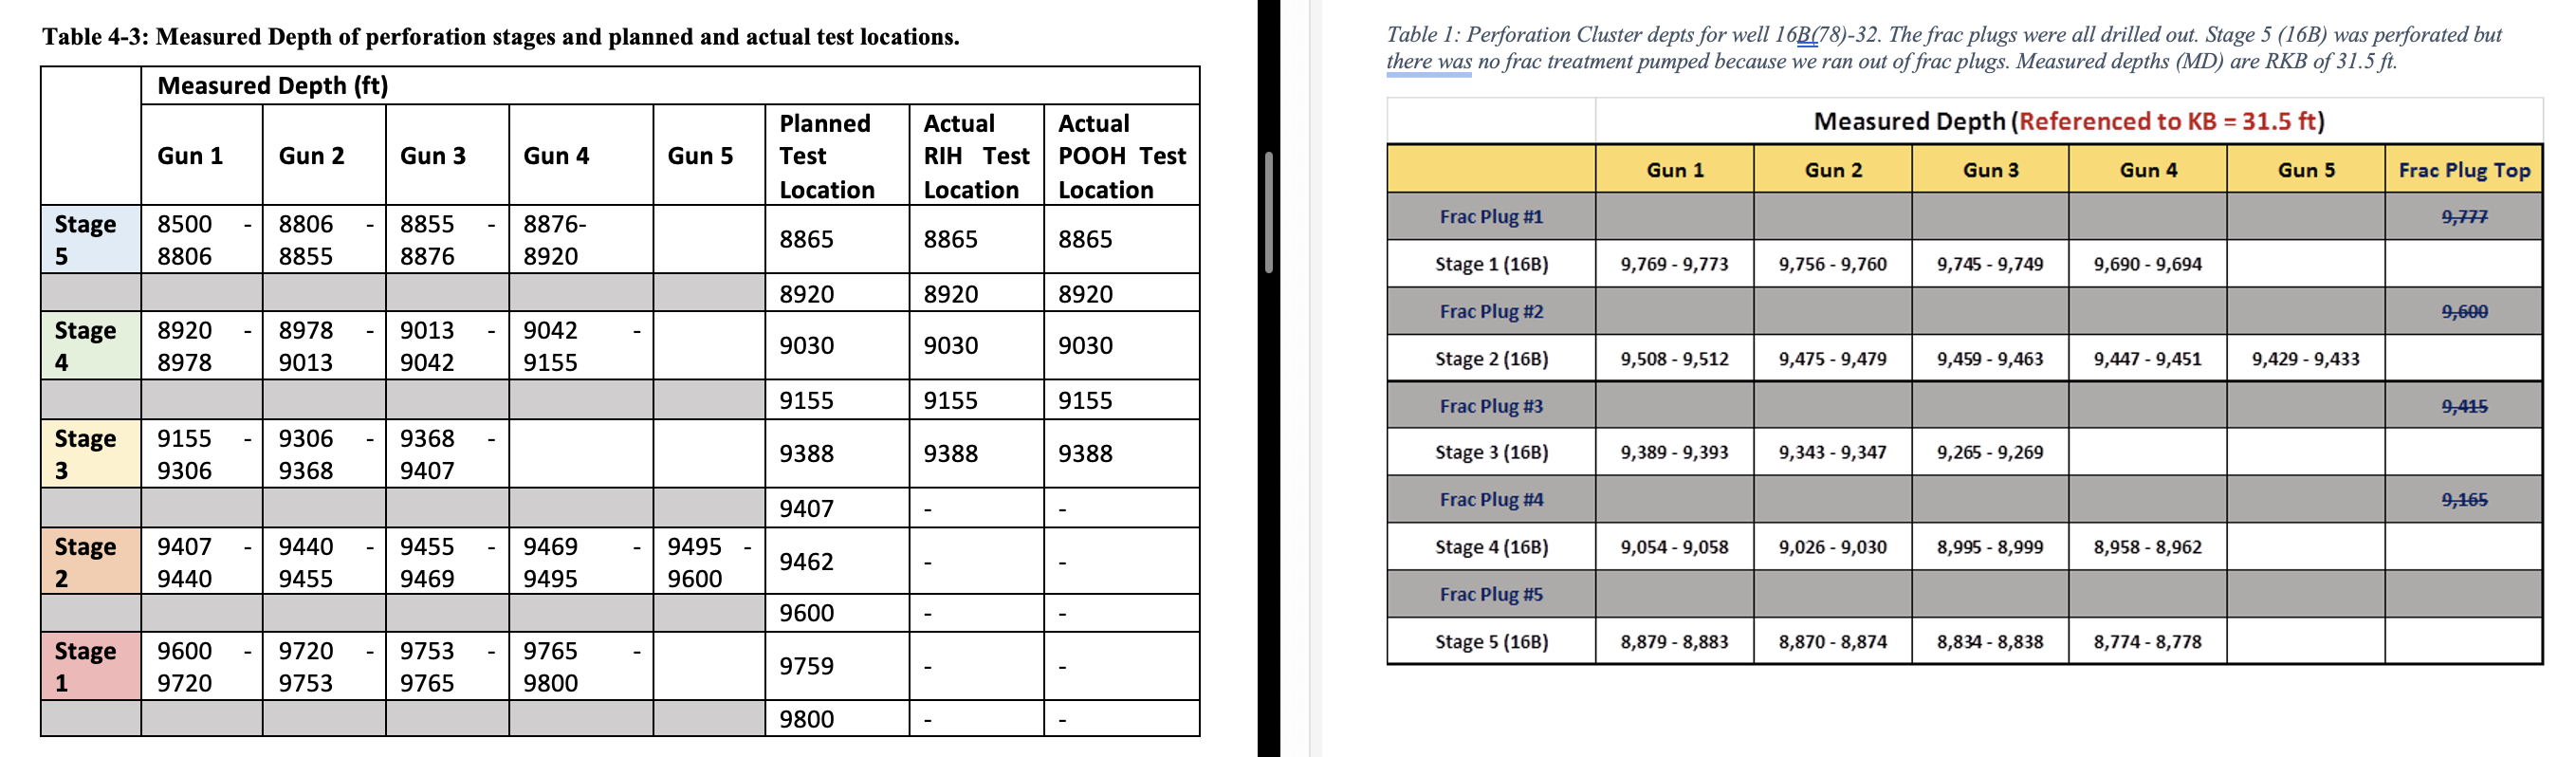 Table 4-3: Measured Depth of perforation stages and planned and actual test locations.
Measured Depth (ft)
Gun 1 Gun 2 Gun 3 Gun 4 Gun 5 Planned Test Location Actual RIH Test Location Actual POOH Test Location
Stage 5 8500 - 8806 8806 - 8855 8855 - 8876 8876- 8920 8865 8865 8865
8920 8920 8920
Stage 4 8920 - 8978 8978 - 9013 9013 - 9042 9042 - 9155 9030 9030 9030
9155 9155 9155
Stage 3 9155 - 9306 9306 - 9368 9368 - 9407 9388 9388 9388
9407 - -
Stage 2 9407 - 9440 9440 - 9455 9455 - 9469 9469 - 9495 9495 - 9600 9462 - -
9600 - -
Stage 1 9600 - 9720 9720 - 9753 9753 - 9765 9765 - 9800 9759 - -
9800 - -
Table 1: Perforation Cluster depts for well 16B(78)-32. The frac plugs were all drilled out. Stage 5 (16B) was perforated but
there was no frac treatment pumped because we ran out of frac plugs. Measured depths (MD) are RKB of 31.5 ft.
Measured Depth (Referenced to KB = 31.5 ft)
Gun 1 Gun 2 Gun 3 Gun 4 Gun 5 Frac Plug Top
Frac Plug #1 9,777
Stage 1 (16B) 9,769 - 9,773 9,756 - 9,760 9,745 - 9,749 9,690 - 9,694
Frac Plug #2 9,600
Stage 2 (16B) 9,508 - 9,512 9,475 - 9,479 9,459 - 9,463 9,447 - 9,451 9,429 - 9,433
Frac Plug #3 9,415
Stage 3 (16B) 9,389 - 9,393 9,343 - 9,347 9,265 - 9,269
Frac Plug #4 9,165
Stage 4 (16B) 9,054 - 9,058 9,026 - 9,030 8,995 - 8,999 8,958 - 8,962
Frac Plug #5
Stage 5 (16B) 8,879 - 8,883 8,870 - 8,874 8,834 - 8,838 8,774 - 8,778